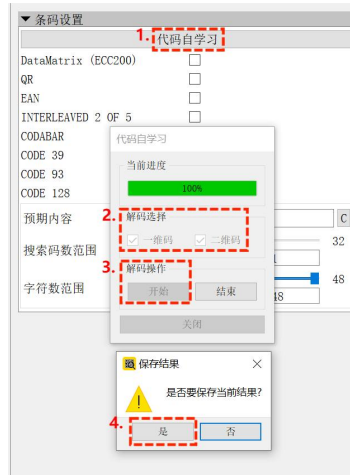 ▼ 条码设置
1. 代码自学习
DataMatrix (ECC200)
QR
EAN
INTERLEAVED 2 OF 5
CODABAR
CODE 39
CODE 93
CODE 128
代码自学习
当前进度
100%
预期内容
C
2. 解码选择
一维码 二维码
搜索码数范围
32
1
3. 解码操作
开始 结束
字符数范围
48
48
关闭
保存结果
是否要保存当前结果?
4. 是 否